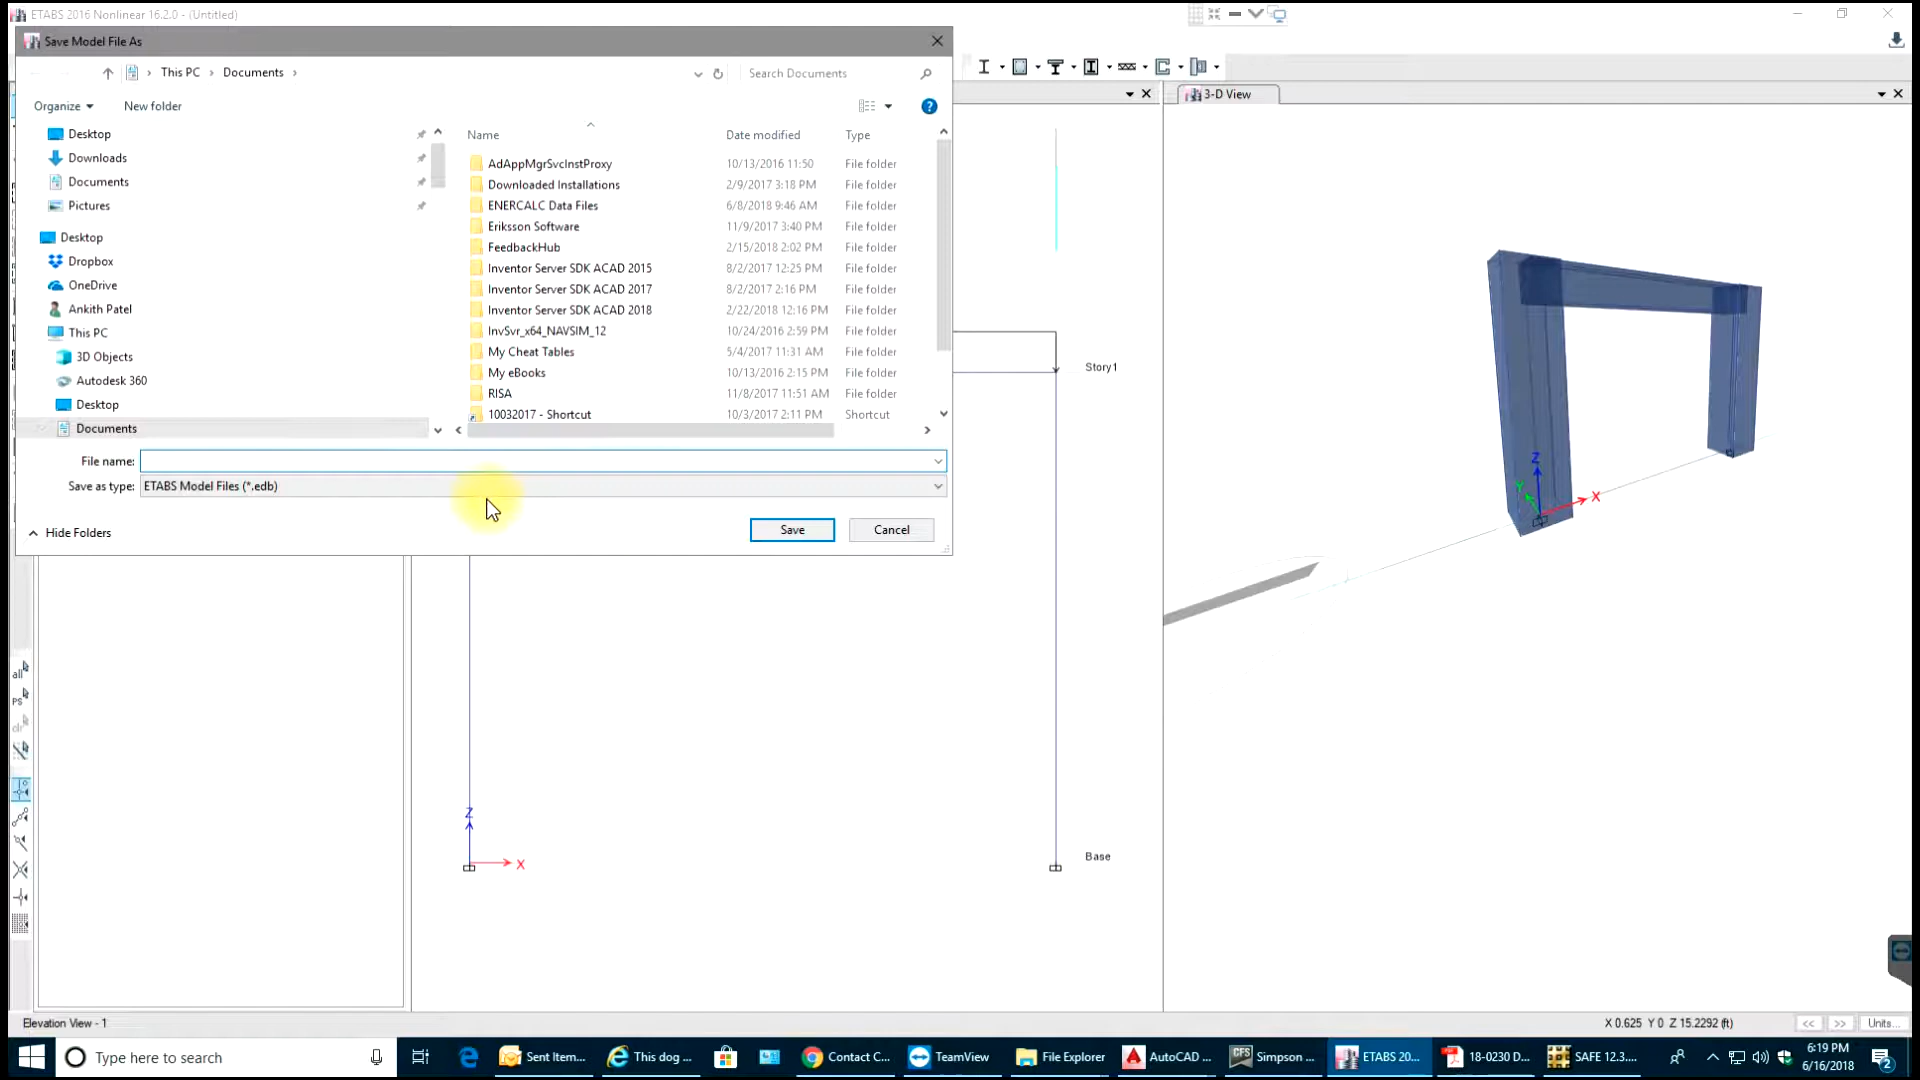 ETABS 2016 Nonlinear 16.2.0 - (Untitled)
Save Model File As
This PC
Documents
Search Documents
Organize
New folder
?
Desktop
Downloads
Documents
Pictures
Desktop
Dropbox
OneDrive
Ankith Patel
This PC
3D Objects
Autodesk 360
Desktop
Documents
Name Date modified Type
AdAppMgrSvcInstProxy 10/13/2016 11:50 File folder
Downloaded Installations 2/9/2017 3:18 PM File folder
ENERCALC Data Files 6/8/2018 9:46 AM File folder
Eriksson Software 11/9/2017 3:40 PM File folder
FeedbackHub 2/15/2018 2:02 PM File folder
Inventor Server SDK ACAD 2015 8/2/2017 12:25 PM File folder
Inventor Server SDK ACAD 2017 8/2/2017 2:16 PM File folder
Inventor Server SDK ACAD 2018 2/22/2018 12:16 PM File folder
InvSvr_x64_NAVSIM_12 10/24/2016 2:59 PM File folder
My Cheat Tables 5/4/2017 11:31 AM File folder
My eBooks 10/13/2016 2:15 PM File folder
RISA 11/8/2017 11:51 AM File folder
10032017 - Shortcut 10/3/2017 2:11 PM Shortcut
File name:
Save as type: ETABS Model Files (*.edb)
Hide Folders
Save
Cancel
3-D View
Story1
Base
Z
X
Z
Y
X
all
PS
clr
Elevation View - 1
X 0.625 Y 0 Z 15.2292 (ft)
<<
>>
Units...
Type here to search
Sent Item...
This dog ...
Contact C...
TeamView
File Explorer
AutoCAD ...
CFS
Simpson ...
ETABS 20...
18-0230 D...
SAFE 12.3....
6:19 PM
6/16/2018
2